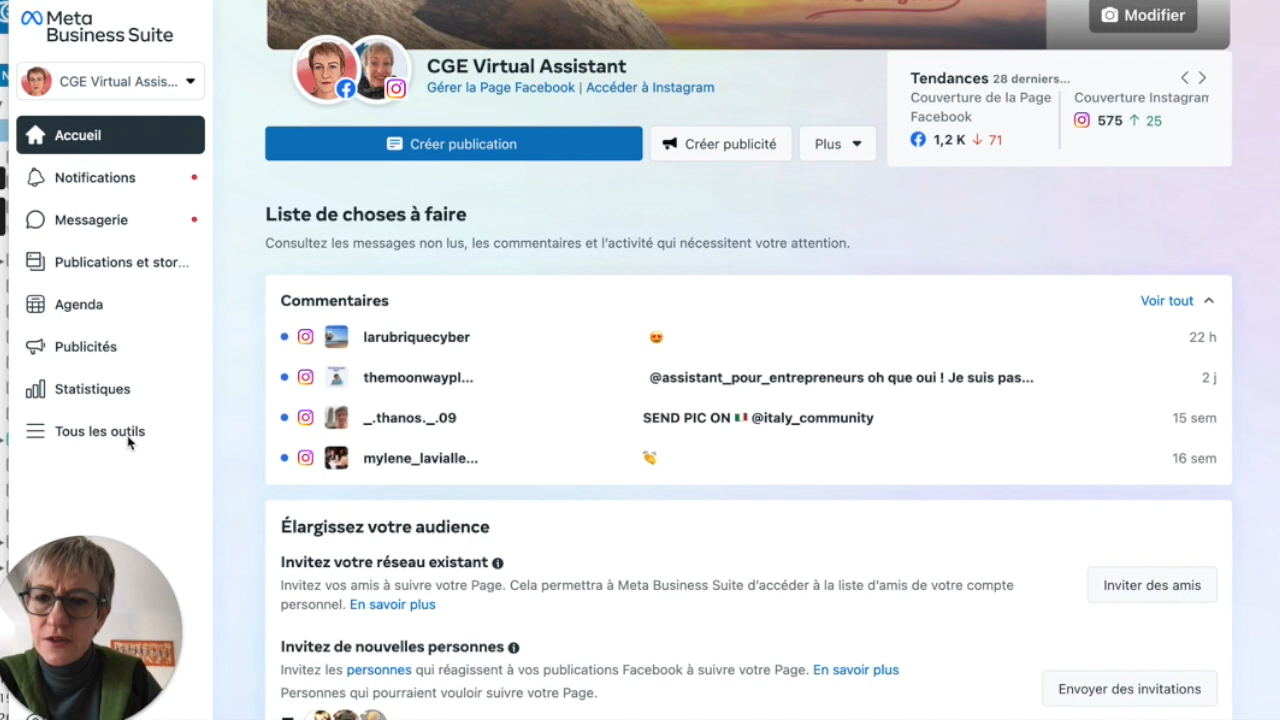 Meta
Business Suite
CGE Virtual Assis...
Accueil
Notifications
Messagerie
Publications et stor...
Agenda
Publicités
Statistiques
Tous les outils
Modifier
CGE Virtual Assistant
Gérer la Page Facebook | Accéder à Instagram
Créer publication
Créer publicité
Plus
Tendances 28 derniers...
Couverture de la Page
Facebook
1,2 K ↓ 71
Couverture Instagram
575 ↑ 25
Liste de choses à faire
Consultez les messages non lus, les commentaires et l'activité qui nécessitent votre attention.
Commentaires
Voir tout
larubriquecyber 😍 22 h
themoonwaypl... @assistant_pour_entrepreneurs oh que oui ! Je suis pas... 2 j
_.thanos._.09 SEND PIC ON 🇮🇹 @italy_community 15 sem
mylene_lavialle... 👏 16 sem
Élargissez votre audience
Invitez votre réseau existant
Invitez vos amis à suivre votre Page. Cela permettra à Meta Business Suite d'accéder à la liste d'amis de votre compte
personnel. En savoir plus
Inviter des amis
Invitez de nouvelles personnes
Invitez les personnes qui réagissent à vos publications Facebook à suivre votre Page. En savoir plus
Personnes qui pourraient vouloir suivre votre Page.
Envoyer des invitations